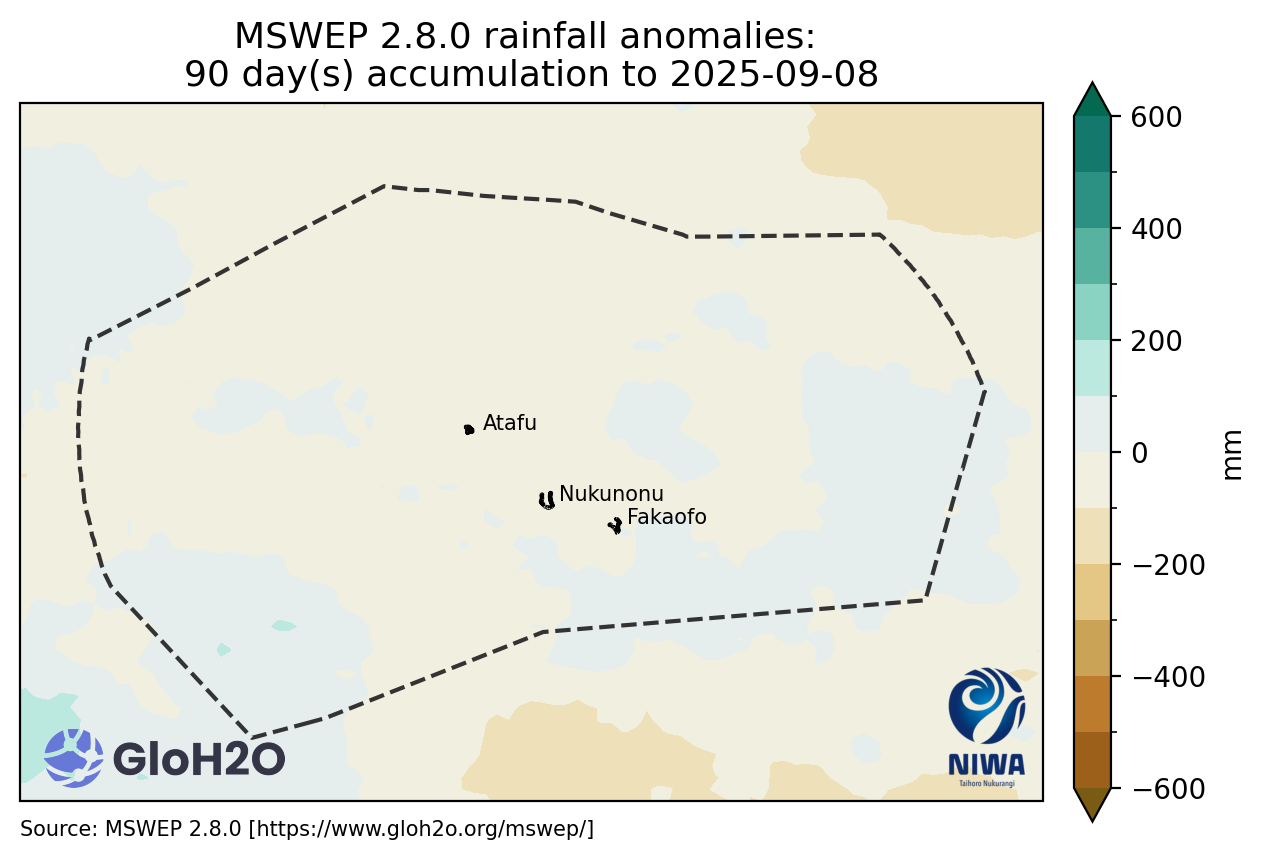 MSWEP 2.8.0 rainfall anomalies:
90 day(s) accumulation to 2025-09-08
600
400
200
0
−200
−400
−600
mm
Atafu
Nukunonu
Fakaofo
GloH2O
NIWA
Taihoro Nukurangi
Source: MSWEP 2.8.0 [https://www.gloh2o.org/mswep/]